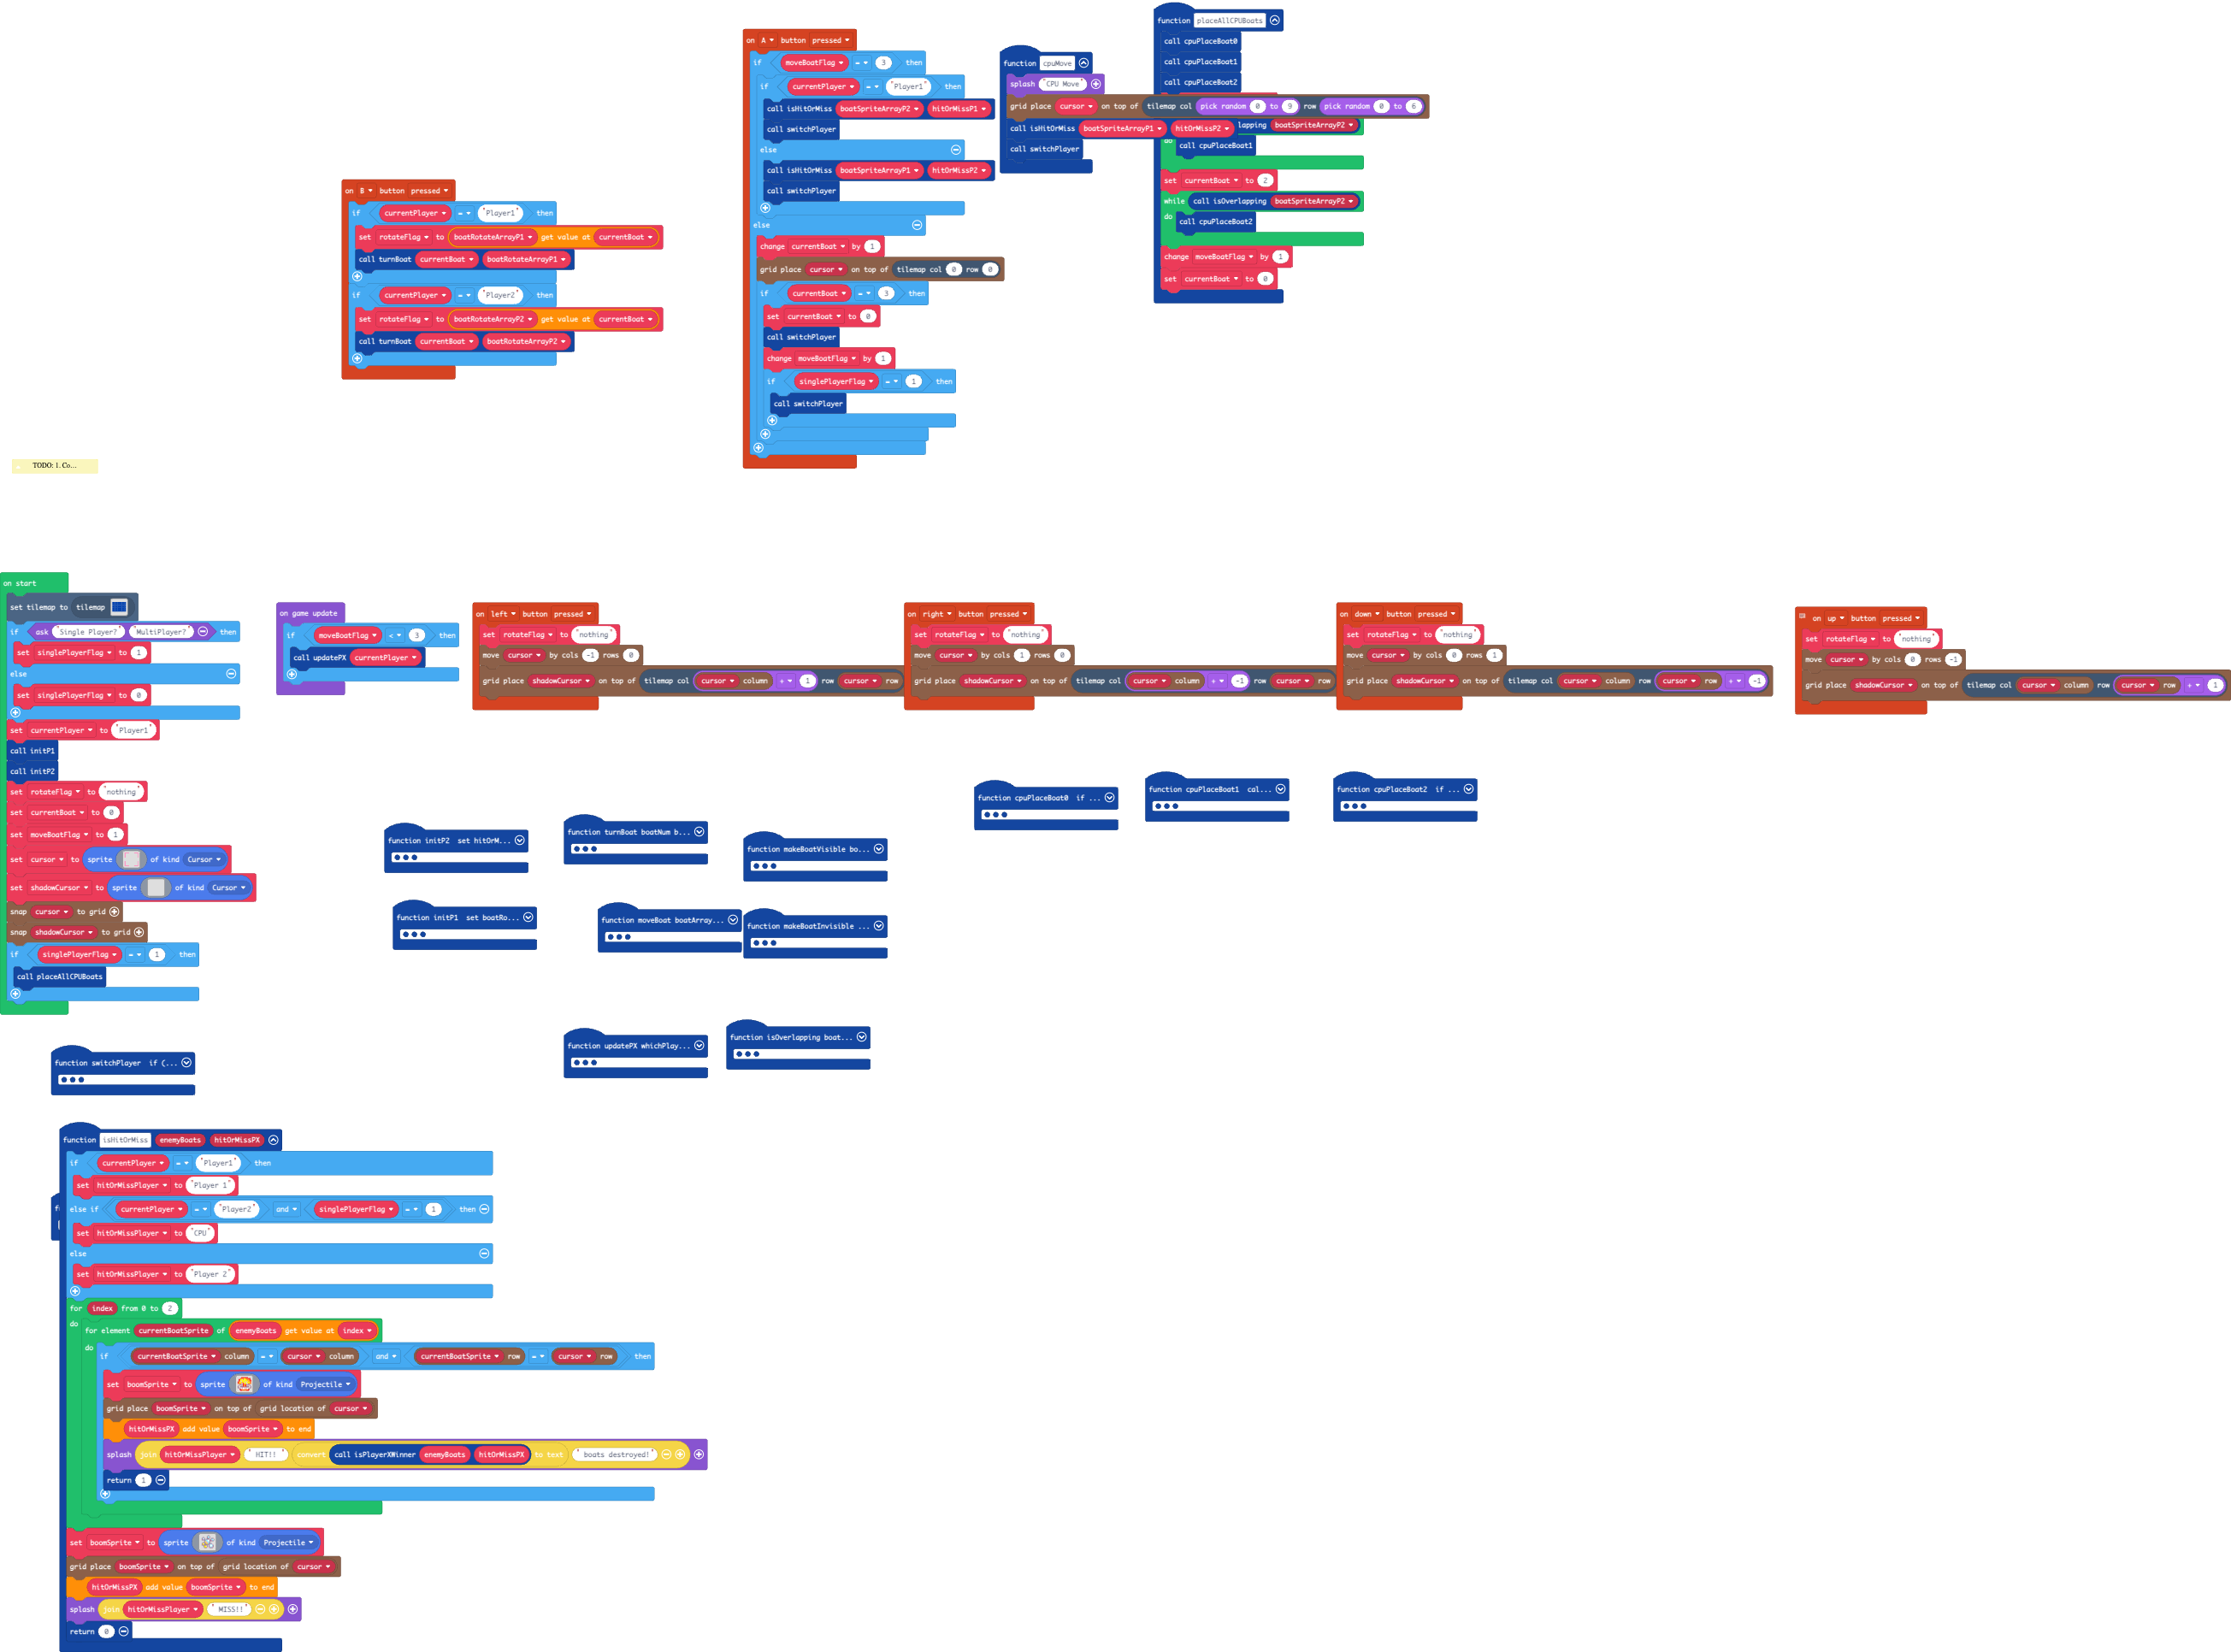 on A button pressed
if moveBoatFlag = 3 then
if currentPlayer = "Player1" then
call isHitOrMiss boatSpriteArrayP2 hitOrMissP1
call switchPlayer
else
call isHitOrMiss boatSpriteArrayP1 hitOrMissP2
call switchPlayer
else
change currentBoat by 1
grid place cursor on top of tilemap col 0 row 0
if currentBoat = 3 then
set currentBoat to 0
call switchPlayer
change moveBoatFlag by 1
if singlePlayerFlag = 1 then
call switchPlayer
function cpuMove
splash "CPU Move"
grid place cursor on top of tilemap col pick random 0 to 9 row pick random 0 to 6
call isHitOrMiss boatSpriteArrayP1 hitOrMissP2
call switchPlayer
function placeAllCPUBoats
call cpuPlaceBoat0
call cpuPlaceBoat1
call cpuPlaceBoat2
lapping boatSpriteArrayP2
do
call cpuPlaceBoat1
set currentBoat to 2
while call isOverlapping boatSpriteArrayP2
do
call cpuPlaceBoat2
change moveBoatFlag by 1
set currentBoat to 0
on B button pressed
if currentPlayer = "Player1" then
set rotateFlag to boatRotateArrayP1 get value at currentBoat
call turnBoat currentBoat boatRotateArrayP1
if currentPlayer = "Player2" then
set rotateFlag to boatRotateArrayP2 get value at currentBoat
call turnBoat currentBoat boatRotateArrayP2
TODO: 1. Co...
on start
set tilemap to tilemap
if ask "Single Player?" "MultiPlayer?" then
set singlePlayerFlag to 1
else
set singlePlayerFlag to 0
set currentPlayer to "Player1"
call initP1
call initP2
set rotateFlag to "nothing"
set currentBoat to 0
set moveBoatFlag to 1
set cursor to sprite of kind Cursor
set shadowCursor to sprite of kind Cursor
snap cursor to grid
snap shadowCursor to grid
if singlePlayerFlag = 1 then
call placeAllCPUBoats
on game update
if moveBoatFlag < 3 then
call updatePX currentPlayer
on left button pressed
set rotateFlag to "nothing"
move cursor by cols -1 rows 0
grid place shadowCursor on top of tilemap col cursor column + 1 row cursor row
on right button pressed
set rotateFlag to "nothing"
move cursor by cols 1 rows 0
grid place shadowCursor on top of tilemap col cursor column + -1 row cursor row
on down button pressed
set rotateFlag to "nothing"
move cursor by cols 0 rows 1
grid place shadowCursor on top of tilemap col cursor column row cursor row + -1
on up button pressed
set rotateFlag to "nothing"
move cursor by cols 0 rows -1
grid place shadowCursor on top of tilemap col cursor column row cursor row + 1
function cpuPlaceBoat0 if ...
function cpuPlaceBoat1 cal...
function cpuPlaceBoat2 if ...
function initP2 set hitOrM...
function turnBoat boatNum b...
function makeBoatVisible bo...
function initP1 set boatRo...
function moveBoat boatArray...
function makeBoatInvisible ...
function updatePX whichPlay...
function isOverlapping boat...
function switchPlayer if (...
function isHitOrMiss enemyBoats hitOrMissPX
if currentPlayer = "Player1" then
set hitOrMissPlayer to "Player 1"
else if currentPlayer = "Player2" and singlePlayerFlag = 1 then
set hitOrMissPlayer to "CPU"
else
set hitOrMissPlayer to "Player 2"
for index from 0 to 2
do
for element currentBoatSprite of enemyBoats get value at index
do
if currentBoatSprite column = cursor column and currentBoatSprite row = cursor row then
set boomSprite to sprite of kind Projectile
grid place boomSprite on top of grid location of cursor
hitOrMissPX add value boomSprite to end
splash join hitOrMissPlayer " HIT!! " convert call isPlayerXWinner enemyBoats hitOrMissPX to text " boats destroyed!"
return 1
set boomSprite to sprite of kind Projectile
grid place boomSprite on top of grid location of cursor
hitOrMissPX add value boomSprite to end
splash join hitOrMissPlayer " MISS!!"
return 0